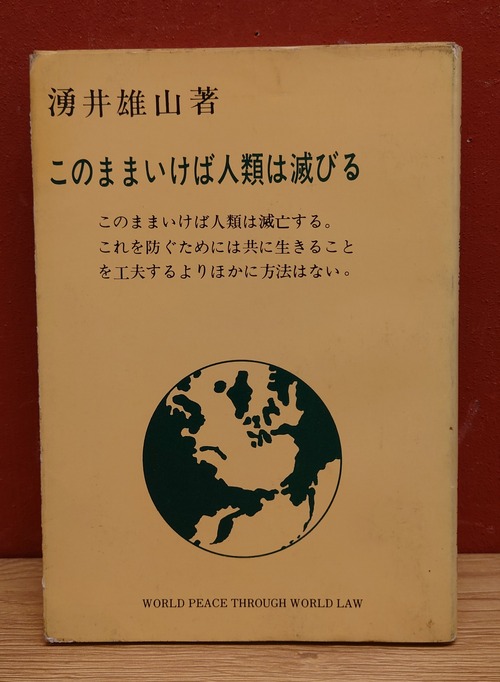 湧井雄山著
このままいけば人類は滅びる
このままいけば人類は滅亡する。
これを防ぐためには共に生きること
を工夫するよりほかに方法はない。
WORLD PEACE THROUGH WORLD LAW